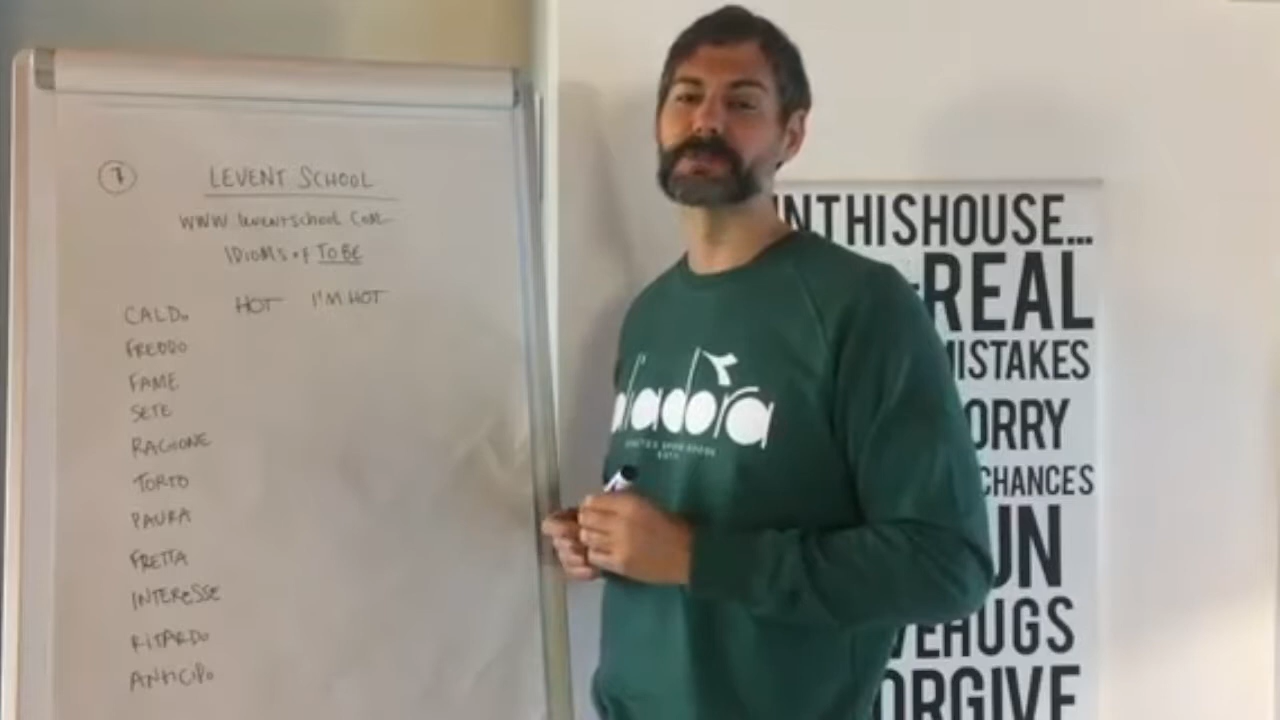 7
LEVENT SCHOOL
WWW.leventschool.com
IDIOMS of TO BE
CALDO HOT I'M HOT
FREDDO
FAME
SETE
RAGIONE
TORTO
PAURA
FRETTA
INTERESSE
RITARDO
ANTICIPO
diadora
INTHISHOUSE...
REAL
MISTAKES
ORRY
CHANCES
UN
VEHUGS
ORGIVE